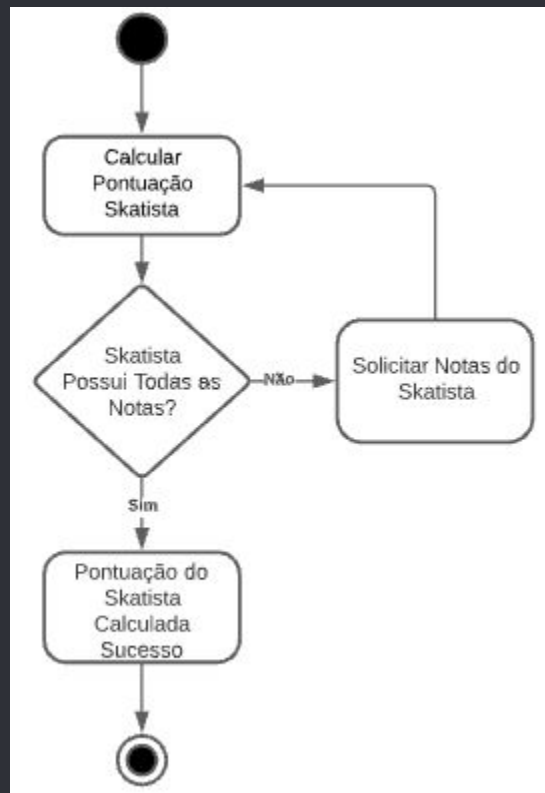 Calcular
Pontuação
Skatista
Skatista
Possui Todas as
Notas?
Não
Solicitar Notas do
Skatista
Sim
Pontuação do
Skatista
Calculada
Sucesso